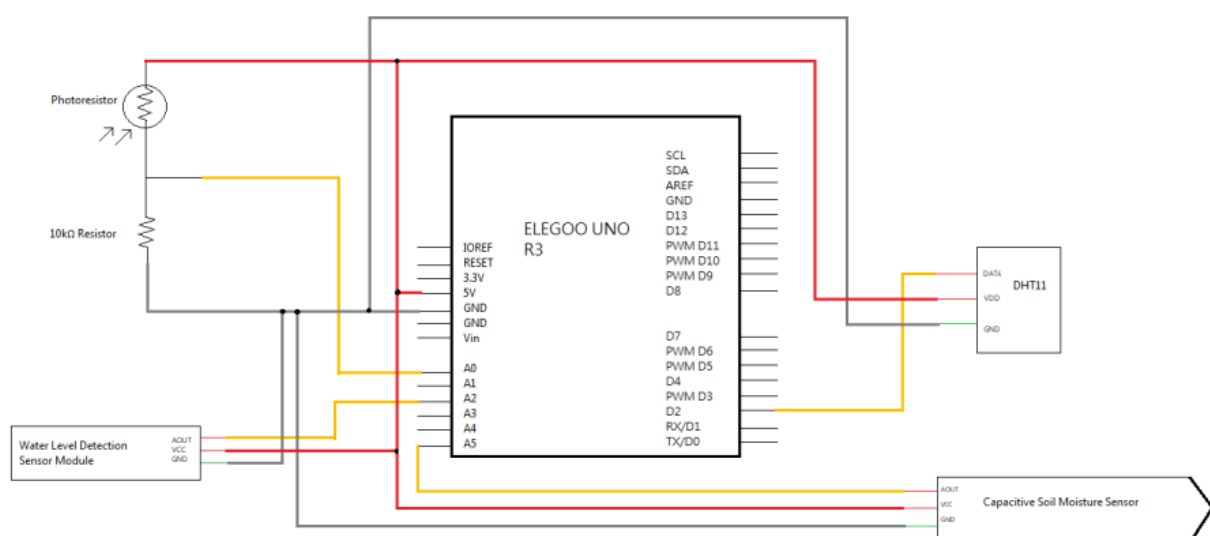 Photoresistor
10kΩ Resistor
ELEGOO UNO
R3
IOREF
RESET
3.3V
5V
GND
GND
Vin
A0
A1
A2
A3
A4
A5
SCL
SDA
AREF
GND
D13
D12
PWM D11
PWM D10
PWM D9
D8
D7
PWM D6
PWM D5
D4
PWM D3
D2
RX/D1
TX/D0
DATA
VDD
GND
DHT11
Water Level Detection
Sensor Module
AOUT
VCC
GND
AOUT
VCC
GND
Capacitive Soil Moisture Sensor